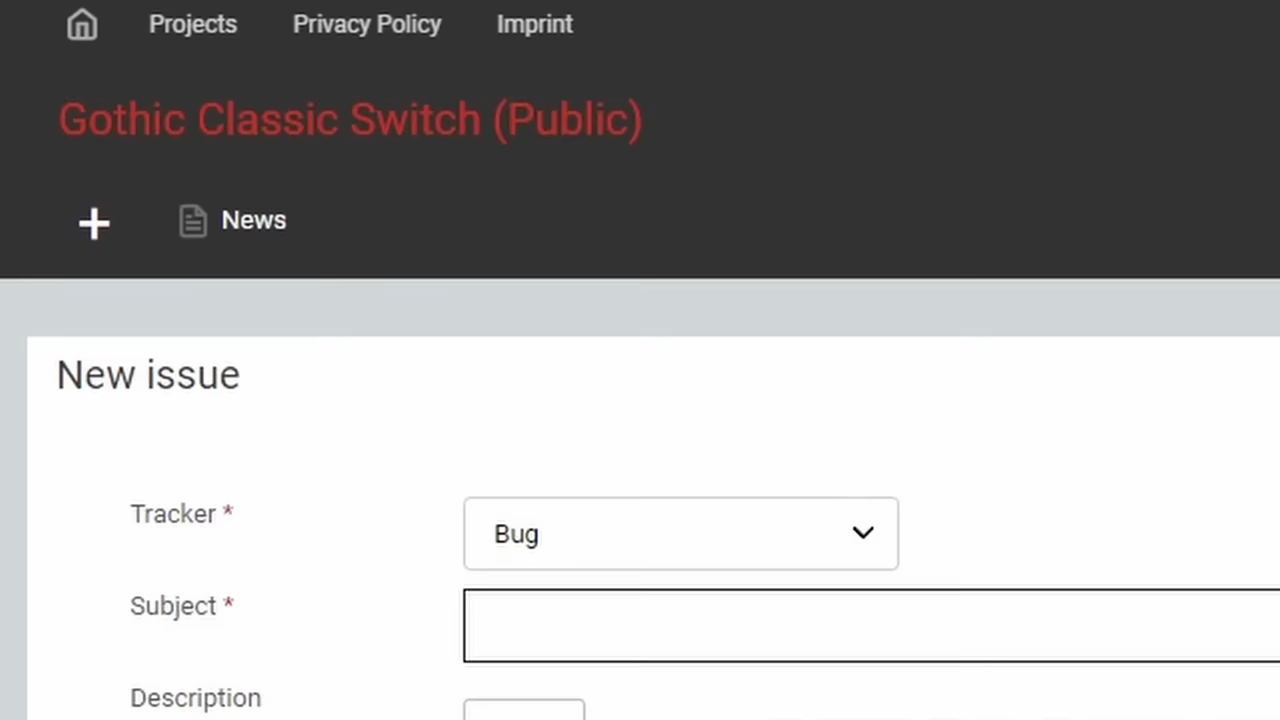 Projects Privacy Policy Imprint
Gothic Classic Switch (Public)
News
New issue
Tracker *
Bug
Subject *
Description